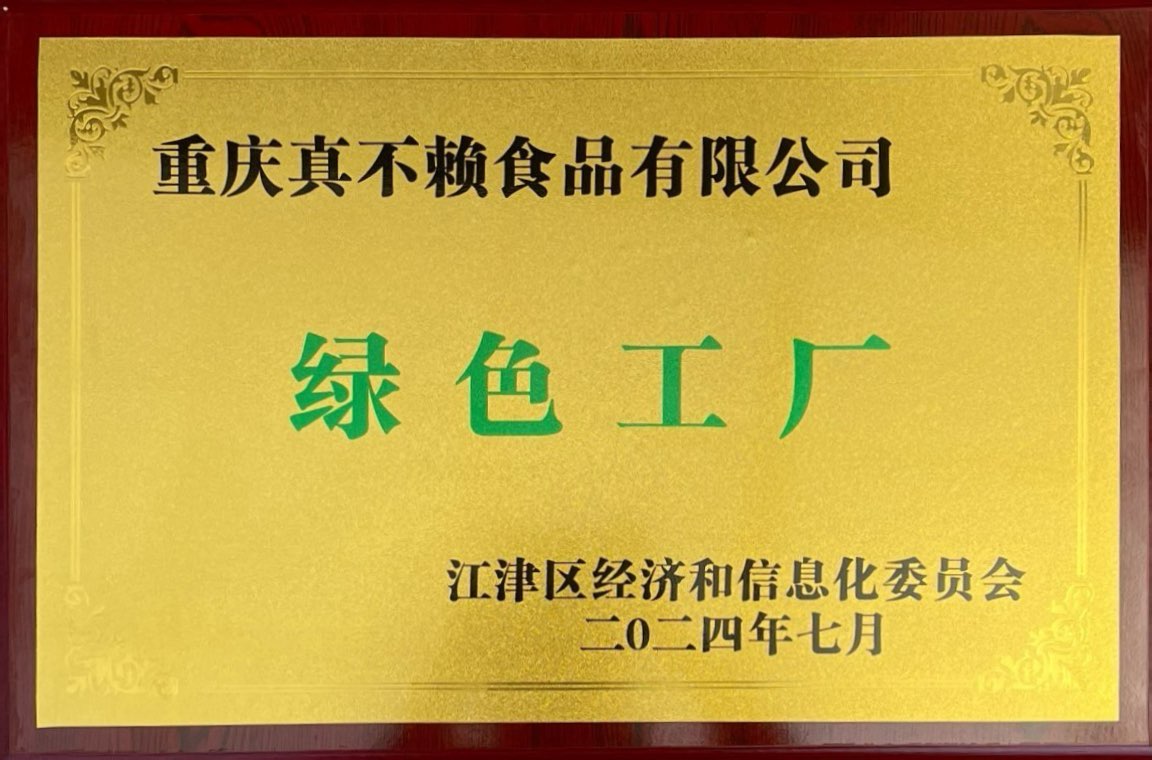 重庆真不赖食品有限公司
绿色工厂
江津区经济和信息化委员会
二0二四年七月